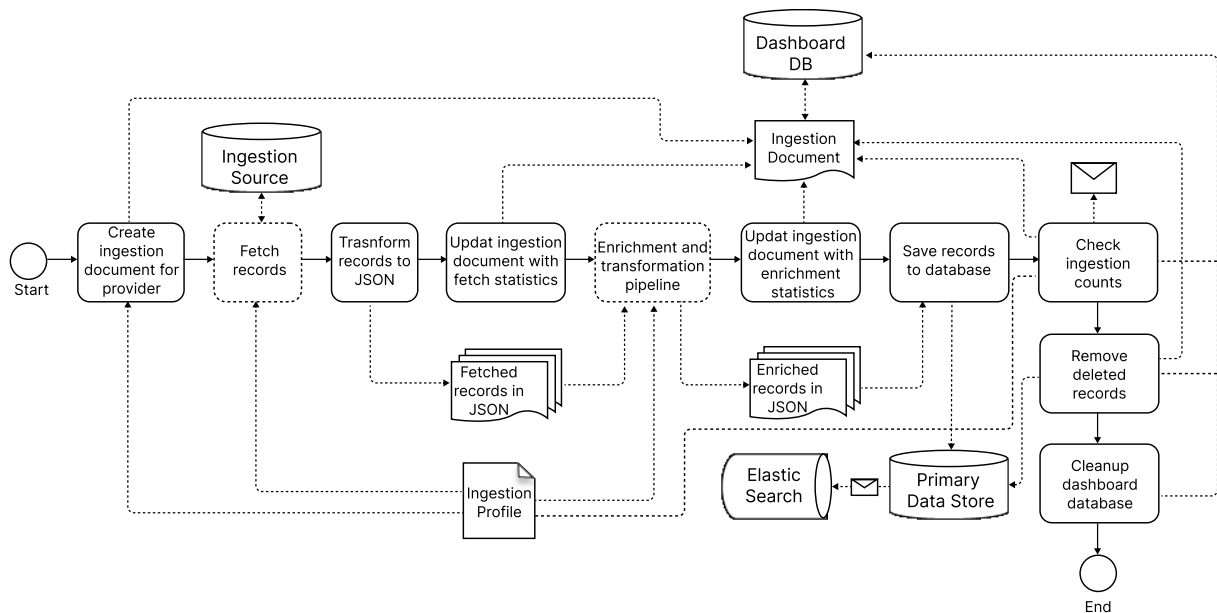 Dashboard
DB
Ingestion
Document
Ingestion
Source
Start
Create
ingestion
document for
provider
Fetch
records
Trasnform
records to
JSON
Updat ingestion
document with
fetch statistics
Enrichment and
transformation
pipeline
Updat ingestion
document with
enrichment
statistics
Save records
to database
Check
ingestion
counts
Fetched
records in
JSON
Enriched
records in
JSON
Remove
deleted
records
Ingestion
Profile
Elastic
Search
Primary
Data Store
Cleanup
dashboard
database
End